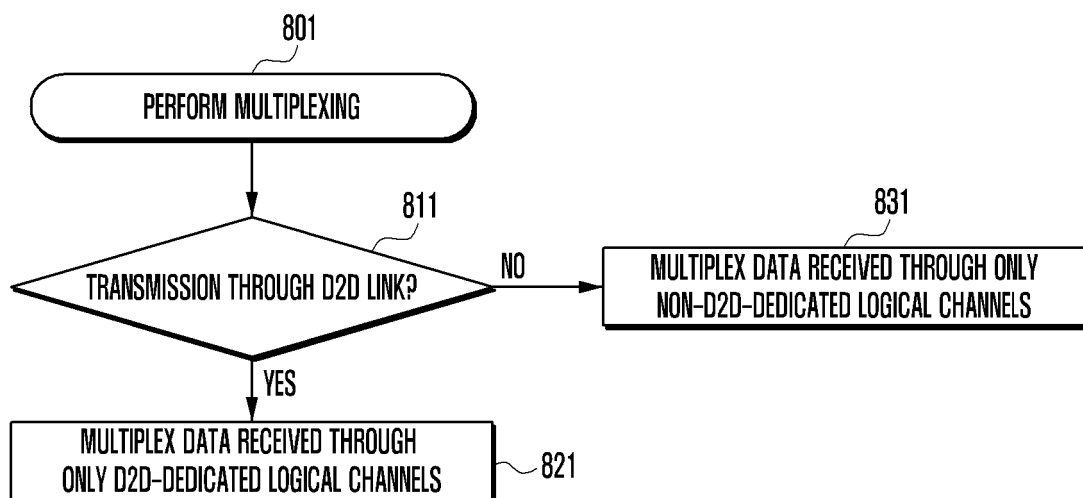 801
PERFORM MULTIPLEXING
811
TRANSMISSION THROUGH D2D LINK?
NO
831
MULTIPLEX DATA RECEIVED THROUGH ONLY
NON-D2D-DEDICATED LOGICAL CHANNELS
YES
MULTIPLEX DATA RECEIVED THROUGH
ONLY D2D-DEDICATED LOGICAL CHANNELS
821